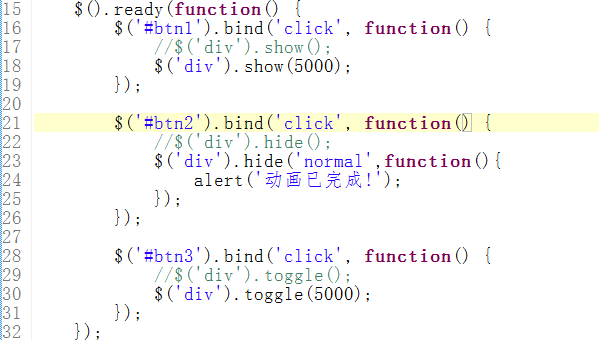 15 $().ready(function() {
16 $('#btn1').bind('click', function() {
17 //$('div').show();
18 $('div').show(5000);
19 });
20
21 $('#btn2').bind('click', function() {
22 //$('div').hide();
23 $('div').hide('normal',function(){
24 alert('动画已完成!');
25 });
26 });
27
28 $('#btn3').bind('click', function() {
29 //$('div').toggle();
30 $('div').toggle(5000);
31 });
32 });